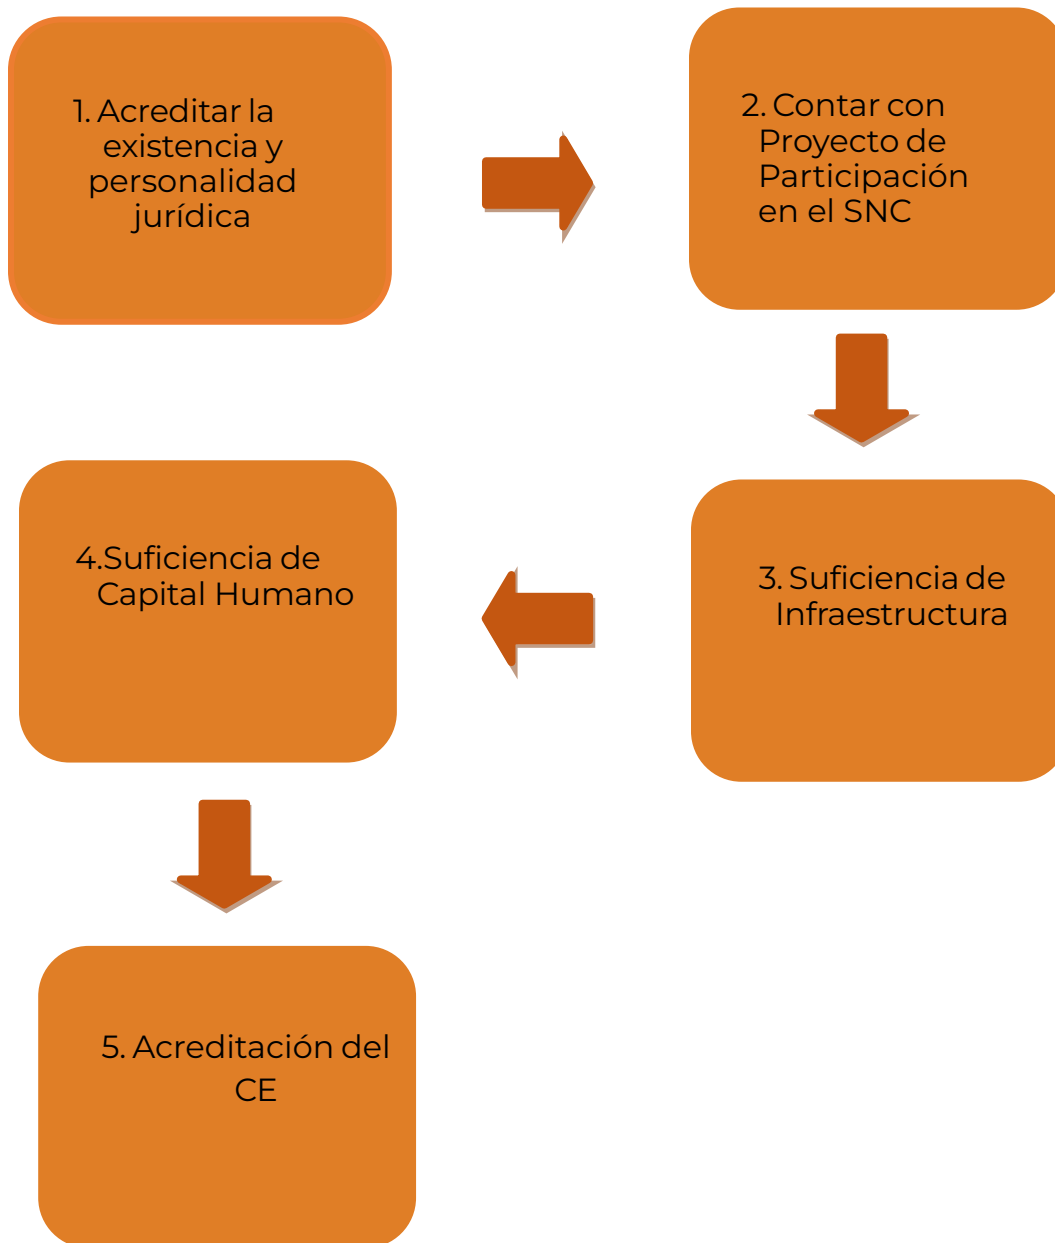 1. Acreditar la
existencia y
personalidad
jurídica
2. Contar con
Proyecto de
Participación
en el SNC
3. Suficiencia de
Infraestructura
4.Suficiencia de
Capital Humano
5. Acreditación del
CE